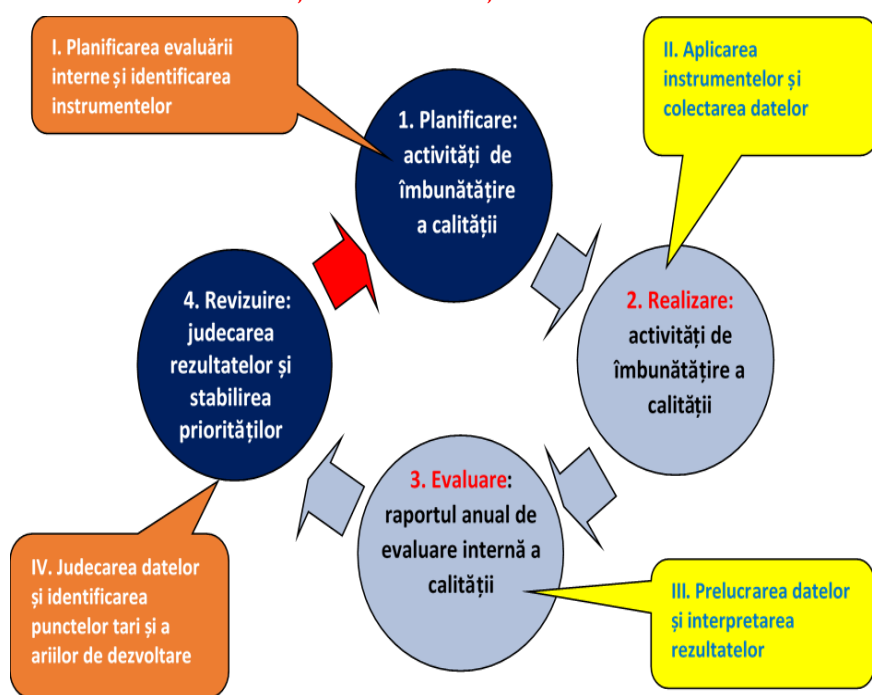 I. Planificarea evaluării
interne și identificarea
instrumentelor
1. Planificare:
activități de
îmbunătățire
a calității
II. Aplicarea
instrumentelor și
colectarea datelor
2. Realizare:
activități de
îmbunătățire a
calității
3. Evaluare:
raportul anual de
evaluare internă a
calității
III. Prelucrarea datelor
și interpretarea
rezultatelor
4. Revizuire:
judecarea
rezultatelor și
stabilirea
priorităților
IV. Judecarea datelor
și identificarea
punctelor tari și a
ariilor de dezvoltare